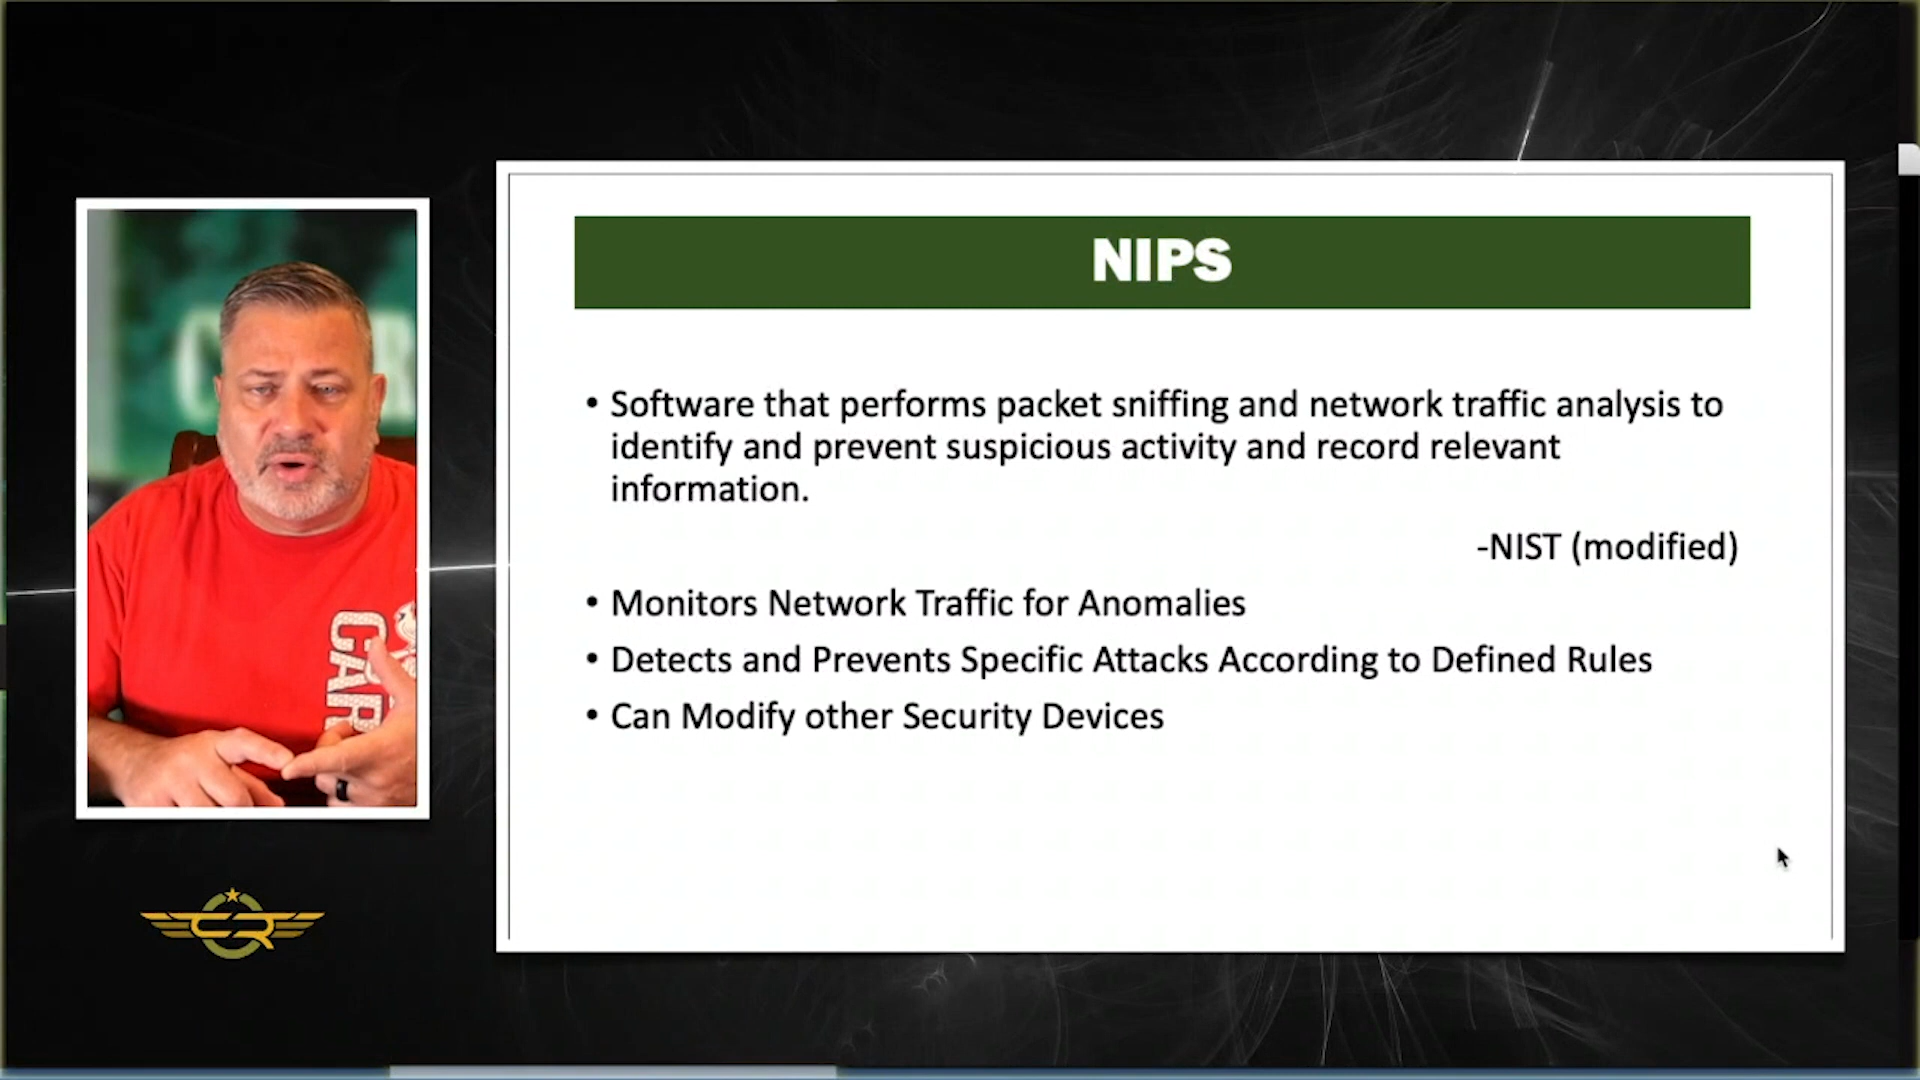 NIPS
• Software that performs packet sniffing and network traffic analysis to
identify and prevent suspicious activity and record relevant
information.
-NIST (modified)
• Monitors Network Traffic for Anomalies
• Detects and Prevents Specific Attacks According to Defined Rules
• Can Modify other Security Devices
CAR
CR